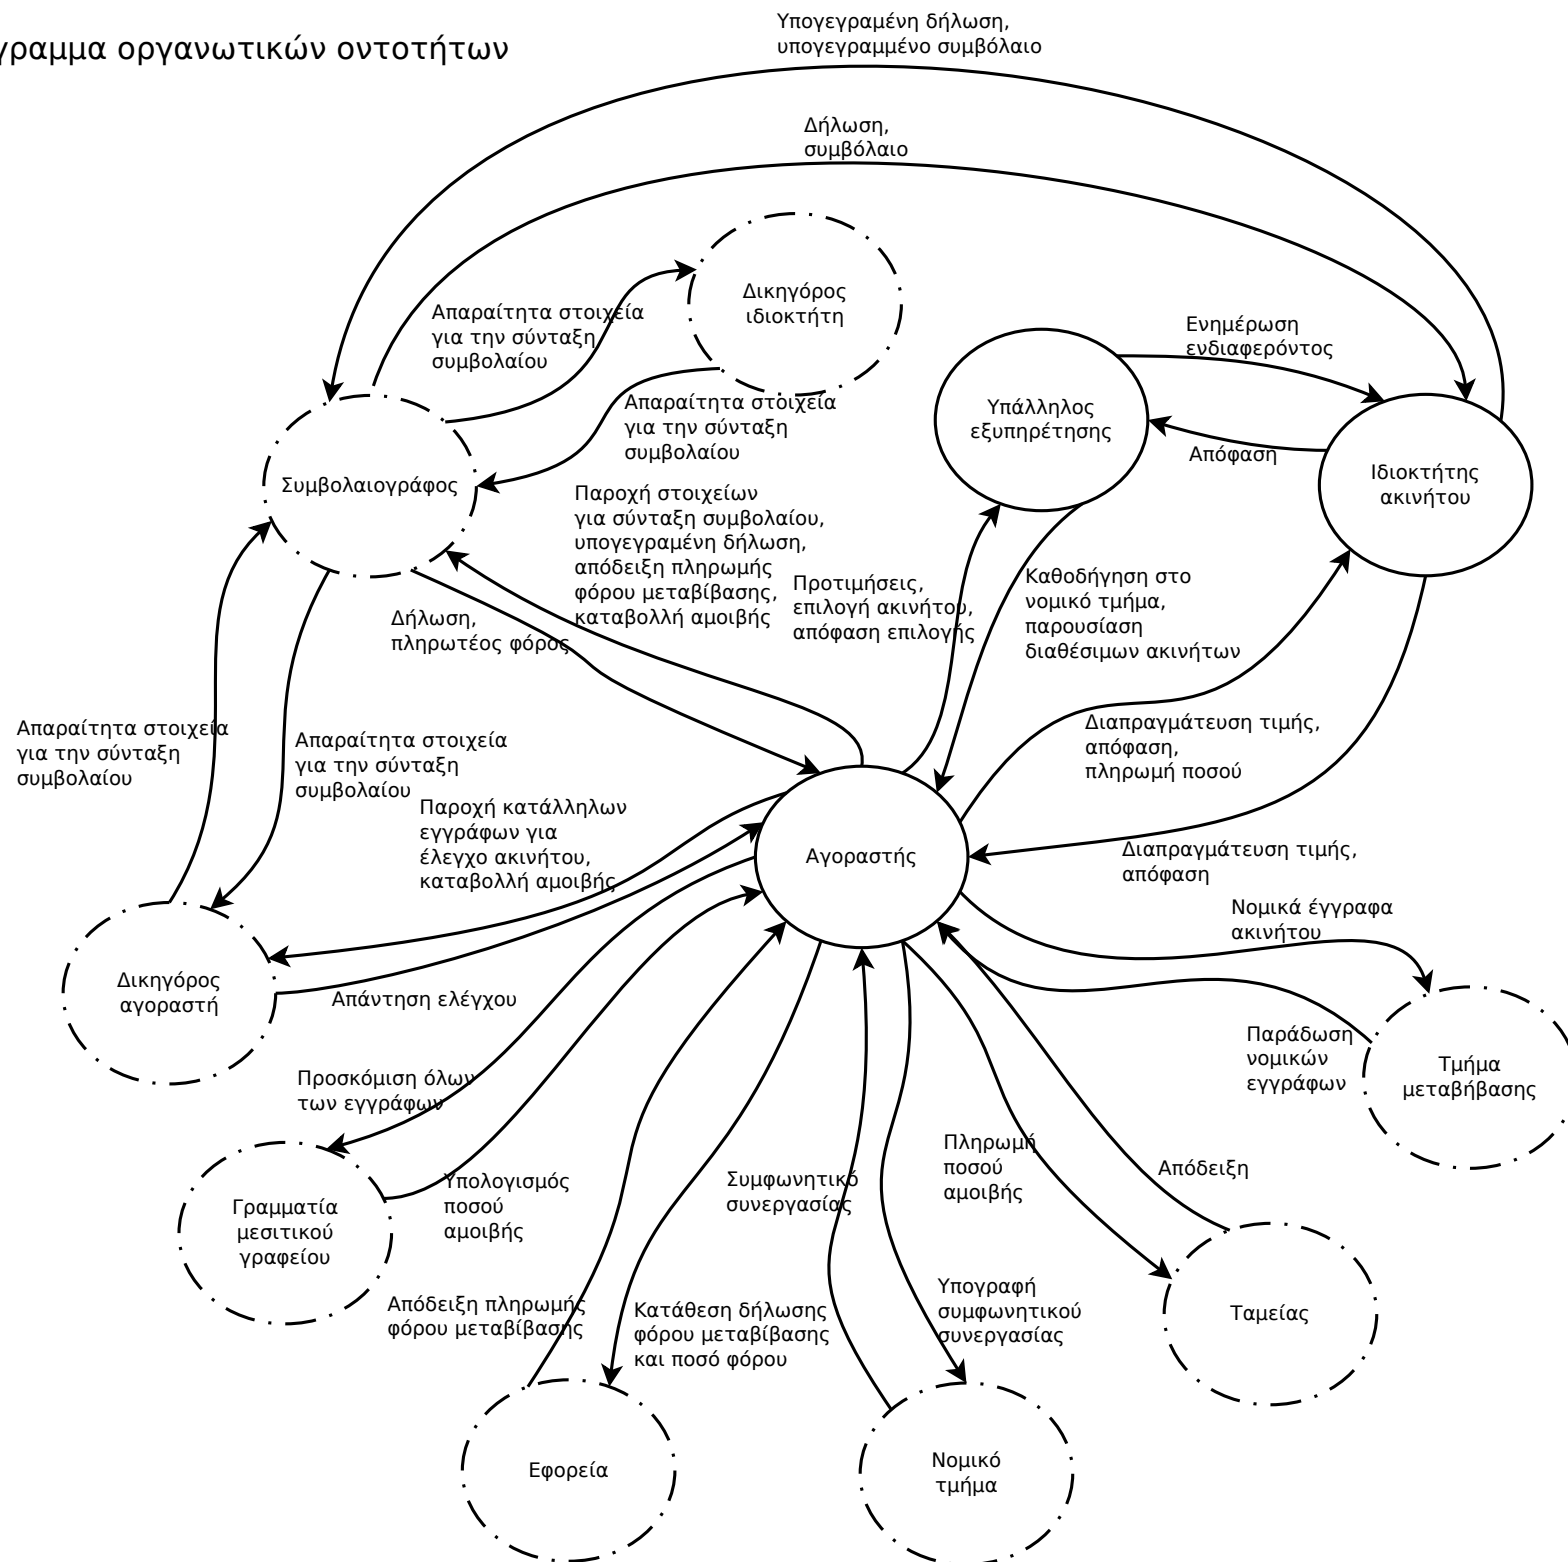 γραμμα οργανωτικών οντοτήτων
Υπογεγραμένη δήλωση,
υπογεγραμμένο συμβόλαιο
Δήλωση,
συμβόλαιο
Δικηγόρος
ιδιοκτήτη
Απαραίτητα στοιχεία
για την σύνταξη
συμβολαίου
Ενημέρωση
ενδιαφερόντος
Υπάλληλος
εξυπηρέτησης
Απαραίτητα στοιχεία
για την σύνταξη
συμβολαίου
Απόφαση
Ιδιοκτήτης
ακινήτου
Συμβολαιογράφος
Παροχή στοιχείων
για σύνταξη συμβολαίου,
υπογεγραμένη δήλωση,
απόδειξη πληρωμής
φόρου μεταβίβασης,
καταβολλή αμοιβής
Προτιμήσεις,
επιλογή ακινήτου,
απόφαση επιλογής
Καθοδήγηση στο
νομικό τμήμα,
παρουσίαση
διαθέσιμων ακινήτων
Δήλωση,
πληρωτέος φόρος
Απαραίτητα στοιχεία
για την σύνταξη
συμβολαίου
Απαραίτητα στοιχεία
για την σύνταξη
συμβολαίου
Διαπραγμάτευση τιμής,
απόφαση,
πληρωμή ποσού
Παροχή κατάλληλων
εγγράφων για
έλεγχο ακινήτου,
καταβολλή αμοιβής
Αγοραστής
Διαπραγμάτευση τιμής,
απόφαση
Νομικά έγγραφα
ακινήτου
Δικηγόρος
αγοραστή
Απάντηση ελέγχου
Παράδωση
νομικών
εγγράφων
Τμήμα
μεταβήβασης
Προσκόμιση όλων
των εγγράφων
Πληρωμή
ποσού
αμοιβής
Απόδειξη
Υπολογισμός
ποσού
αμοιβής
Συμφωνητικό
συνεργασίας
Γραμματία
μεσιτικού
γραφείου
Απόδειξη πληρωμής
φόρου μεταβίβασης
Κατάθεση δήλωσης
φόρου μεταβίβασης
και ποσό φόρου
Υπογραφή
συμφωνητικού
συνεργασίας
Ταμείας
Εφορεία
Νομικό
τμήμα